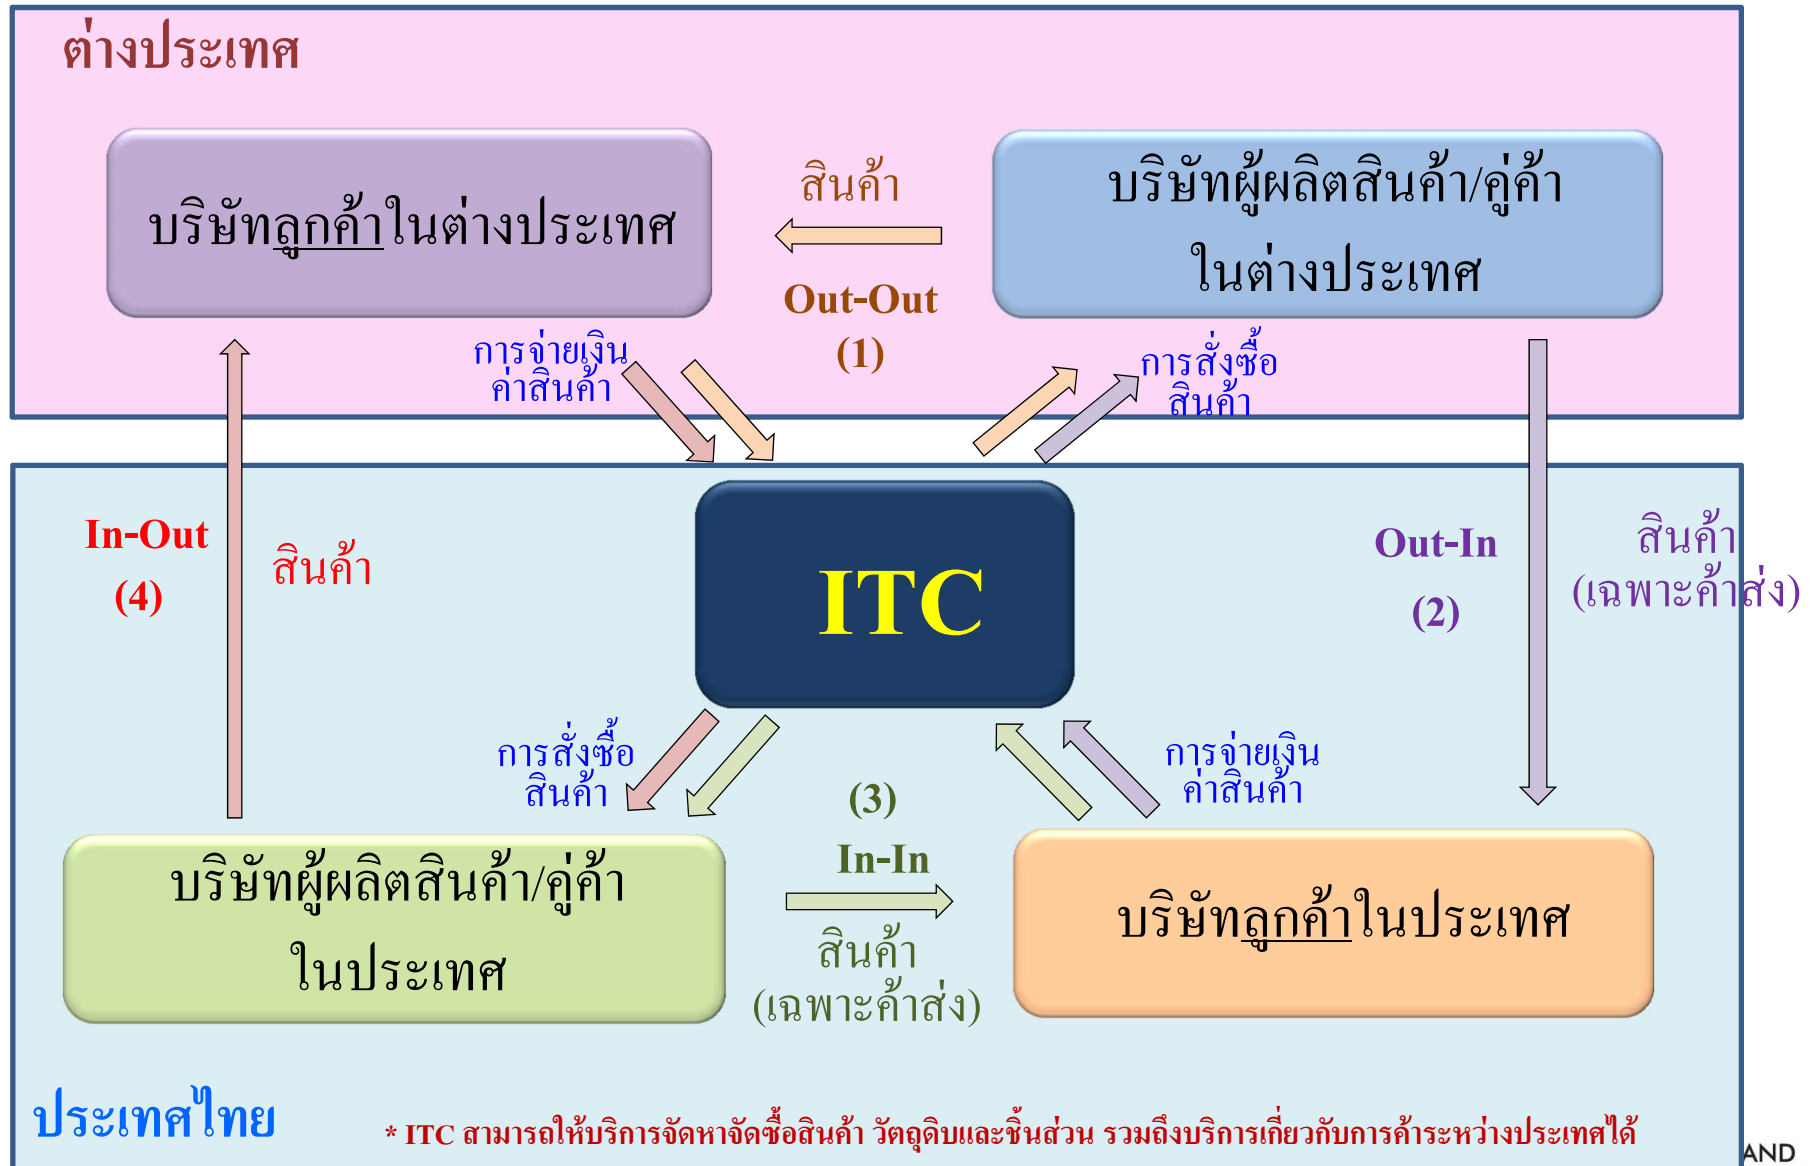 ต่างประเทศ
บริษัทลูกค้าในต่างประเทศ
สินค้า
Out-Out
(1)
บริษัทผู้ผลิตสินค้า/คู่ค้า
ในต่างประเทศ
การจ่ายเงิน
ค่าสินค้า
การสั่งซื้อ
สินค้า
In-Out
(4)
สินค้า
ITC
Out-In
(2)
สินค้า
(เฉพาะค้าส่ง)
การสั่งซื้อ
สินค้า
(3)
In-In
การจ่ายเงิน
ค่าสินค้า
บริษัทผู้ผลิตสินค้า/คู่ค้า
ในประเทศ
สินค้า
(เฉพาะค้าส่ง)
บริษัทลูกค้าในประเทศ
ประเทศไทย
* ITC สามารถให้บริการจัดหาจัดซื้อสินค้า วัตถุดิบและชิ้นส่วน รวมถึงบริการเกี่ยวกับการค้าระหว่างประเทศได้
AND